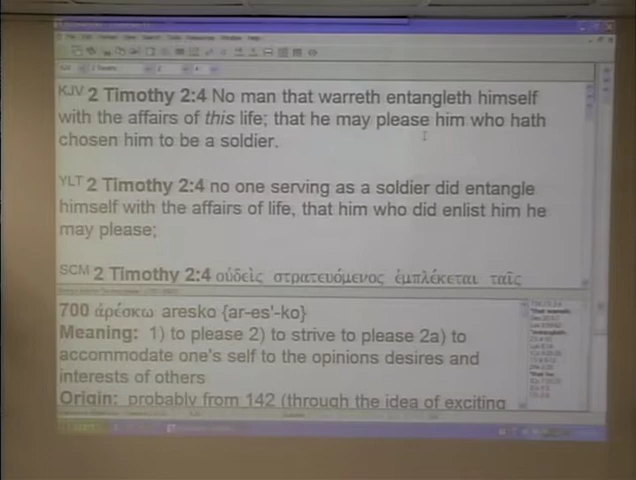 KJV 2 Timothy 2:4 No man that warreth entangleth himself
with the affairs of this life; that he may please him who hath
chosen him to be a soldier.
YLT 2 Timothy 2:4 no one serving as a soldier did entangle
himself with the affairs of life, that him who did enlist him he
may please;
SCM 2 Timothy 2:4 οὐδεὶς στρατευόμενος ἐμπλέκεται ταῖς
700 ἀρέσκω aresko {ar-es'-ko}
Meaning: 1) to please 2) to strive to please 2a) to
accommodate one's self to the opinions desires and
interests of others
Origin: probably from 142 (through the idea of exciting